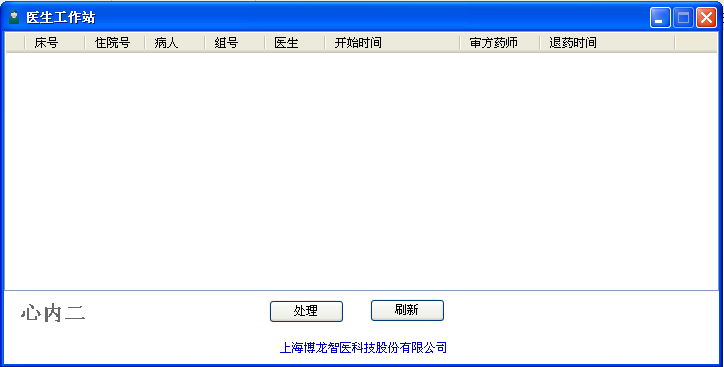 医生工作站
床号 住院号 病人 组号 医生 开始时间 审方药师 退药时间
心内二 处理 刷新
上海博龙智医科技股份有限公司